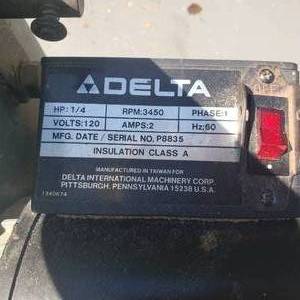 DELTA
HP: 1/4 RPM:3450 PHASE:1
VOLTS:120 AMPS:2 Hz:60
MFG. DATE / SERIAL NO. P8835
INSULATION CLASS A
MANUFACTURED IN TAIWAN FOR
DELTA INTERNATIONAL MACHINERY CORP.
PITTSBURGH, PENNSYLVANIA 15238 U.S.A.
1340674